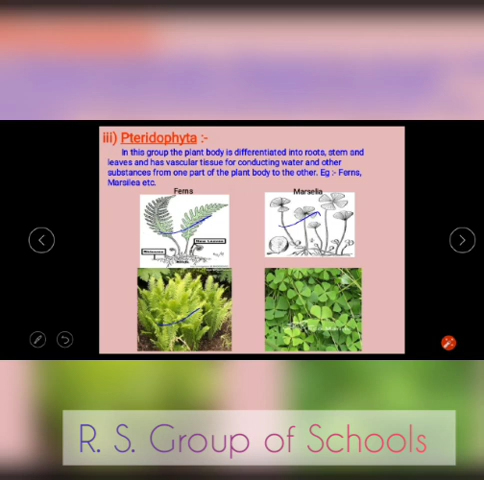 iii) Pteridophyta :-
In this group the plant body is differentiated into roots, stem and
leaves and has vascular tissue for conducting water and other
substances from one part of the plant body to the other. Eg :- Ferns,
Marsilea etc.
Ferns
Marselia
R. S. Group of Schools